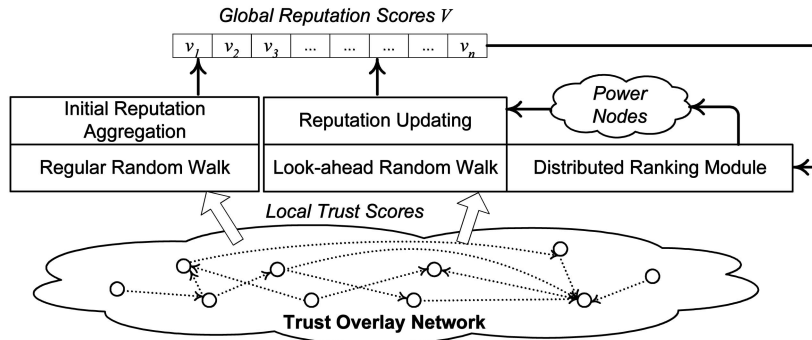 Global Reputation Scores V
v1 v2 v3 ... ... ... ... vn
Initial Reputation
Aggregation
Reputation Updating
Power
Nodes
Regular Random Walk
Look-ahead Random Walk
Distributed Ranking Module
Local Trust Scores
Trust Overlay Network